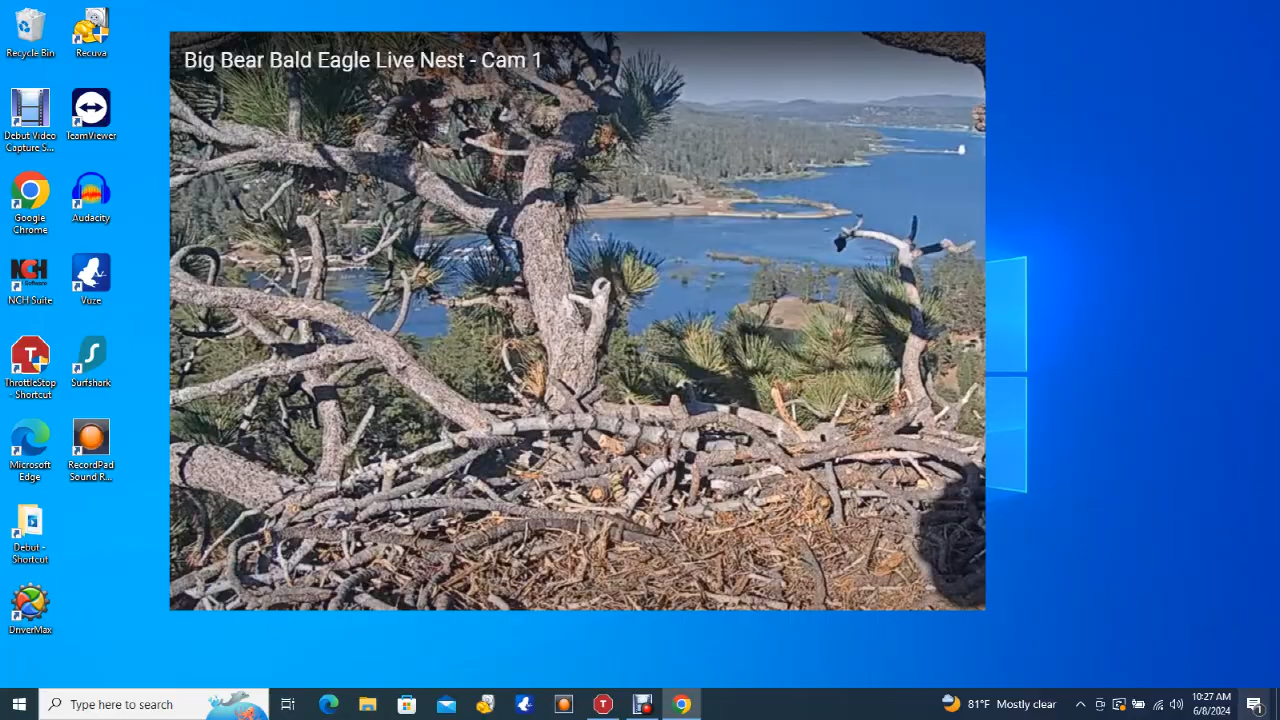 Recycle Bin
Recuva
Debut Video
Capture S...
TeamViewer
Google
Chrome
Audacity
NCH
NCH Suite
Vuze
ThrottleStop
- Shortcut
Surfshark
Microsoft
Edge
RecordPad
Sound R...
Debut -
Shortcut
DriverMax
Big Bear Bald Eagle Live Nest - Cam 1
Type here to search
81°F Mostly clear
10:27 AM
6/8/2024